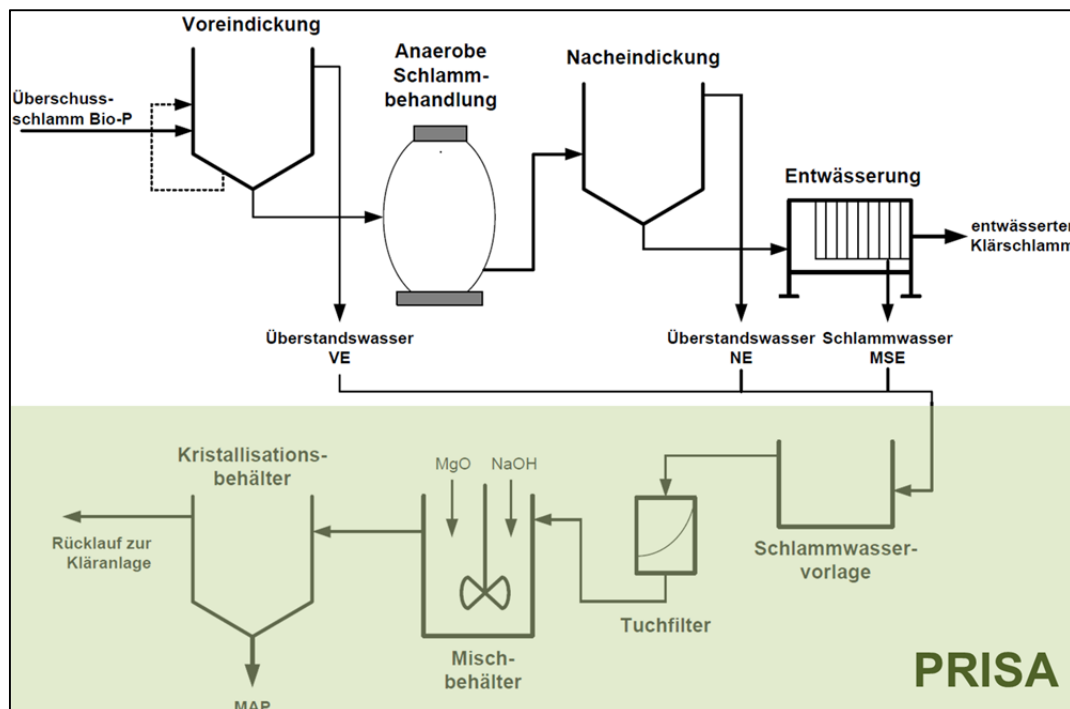 Voreindickung
Anaerobe
Schlamm-
behandlung
Nacheindickung
Überschuss-
schlamm Bio-P
Entwässerung
entwässerter
Klärschlamm
Überstandswasser
VE
Überstandswasser
NE
Schlammwasser
MSE
Kristallisations-
behälter
MgO
NaOH
Rücklauf zur
Kläranlage
Schlammwasser-
vorlage
Tuchfilter
Misch-
behälter
MAP
PRISA